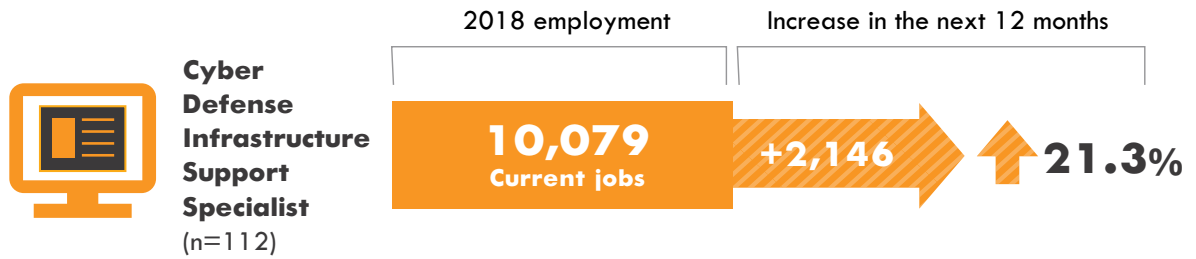 2018 employment
Increase in the next 12 months
Cyber
Defense
Infrastructure
Support
Specialist
(n=112)
10,079
Current jobs
+2,146
21.3%